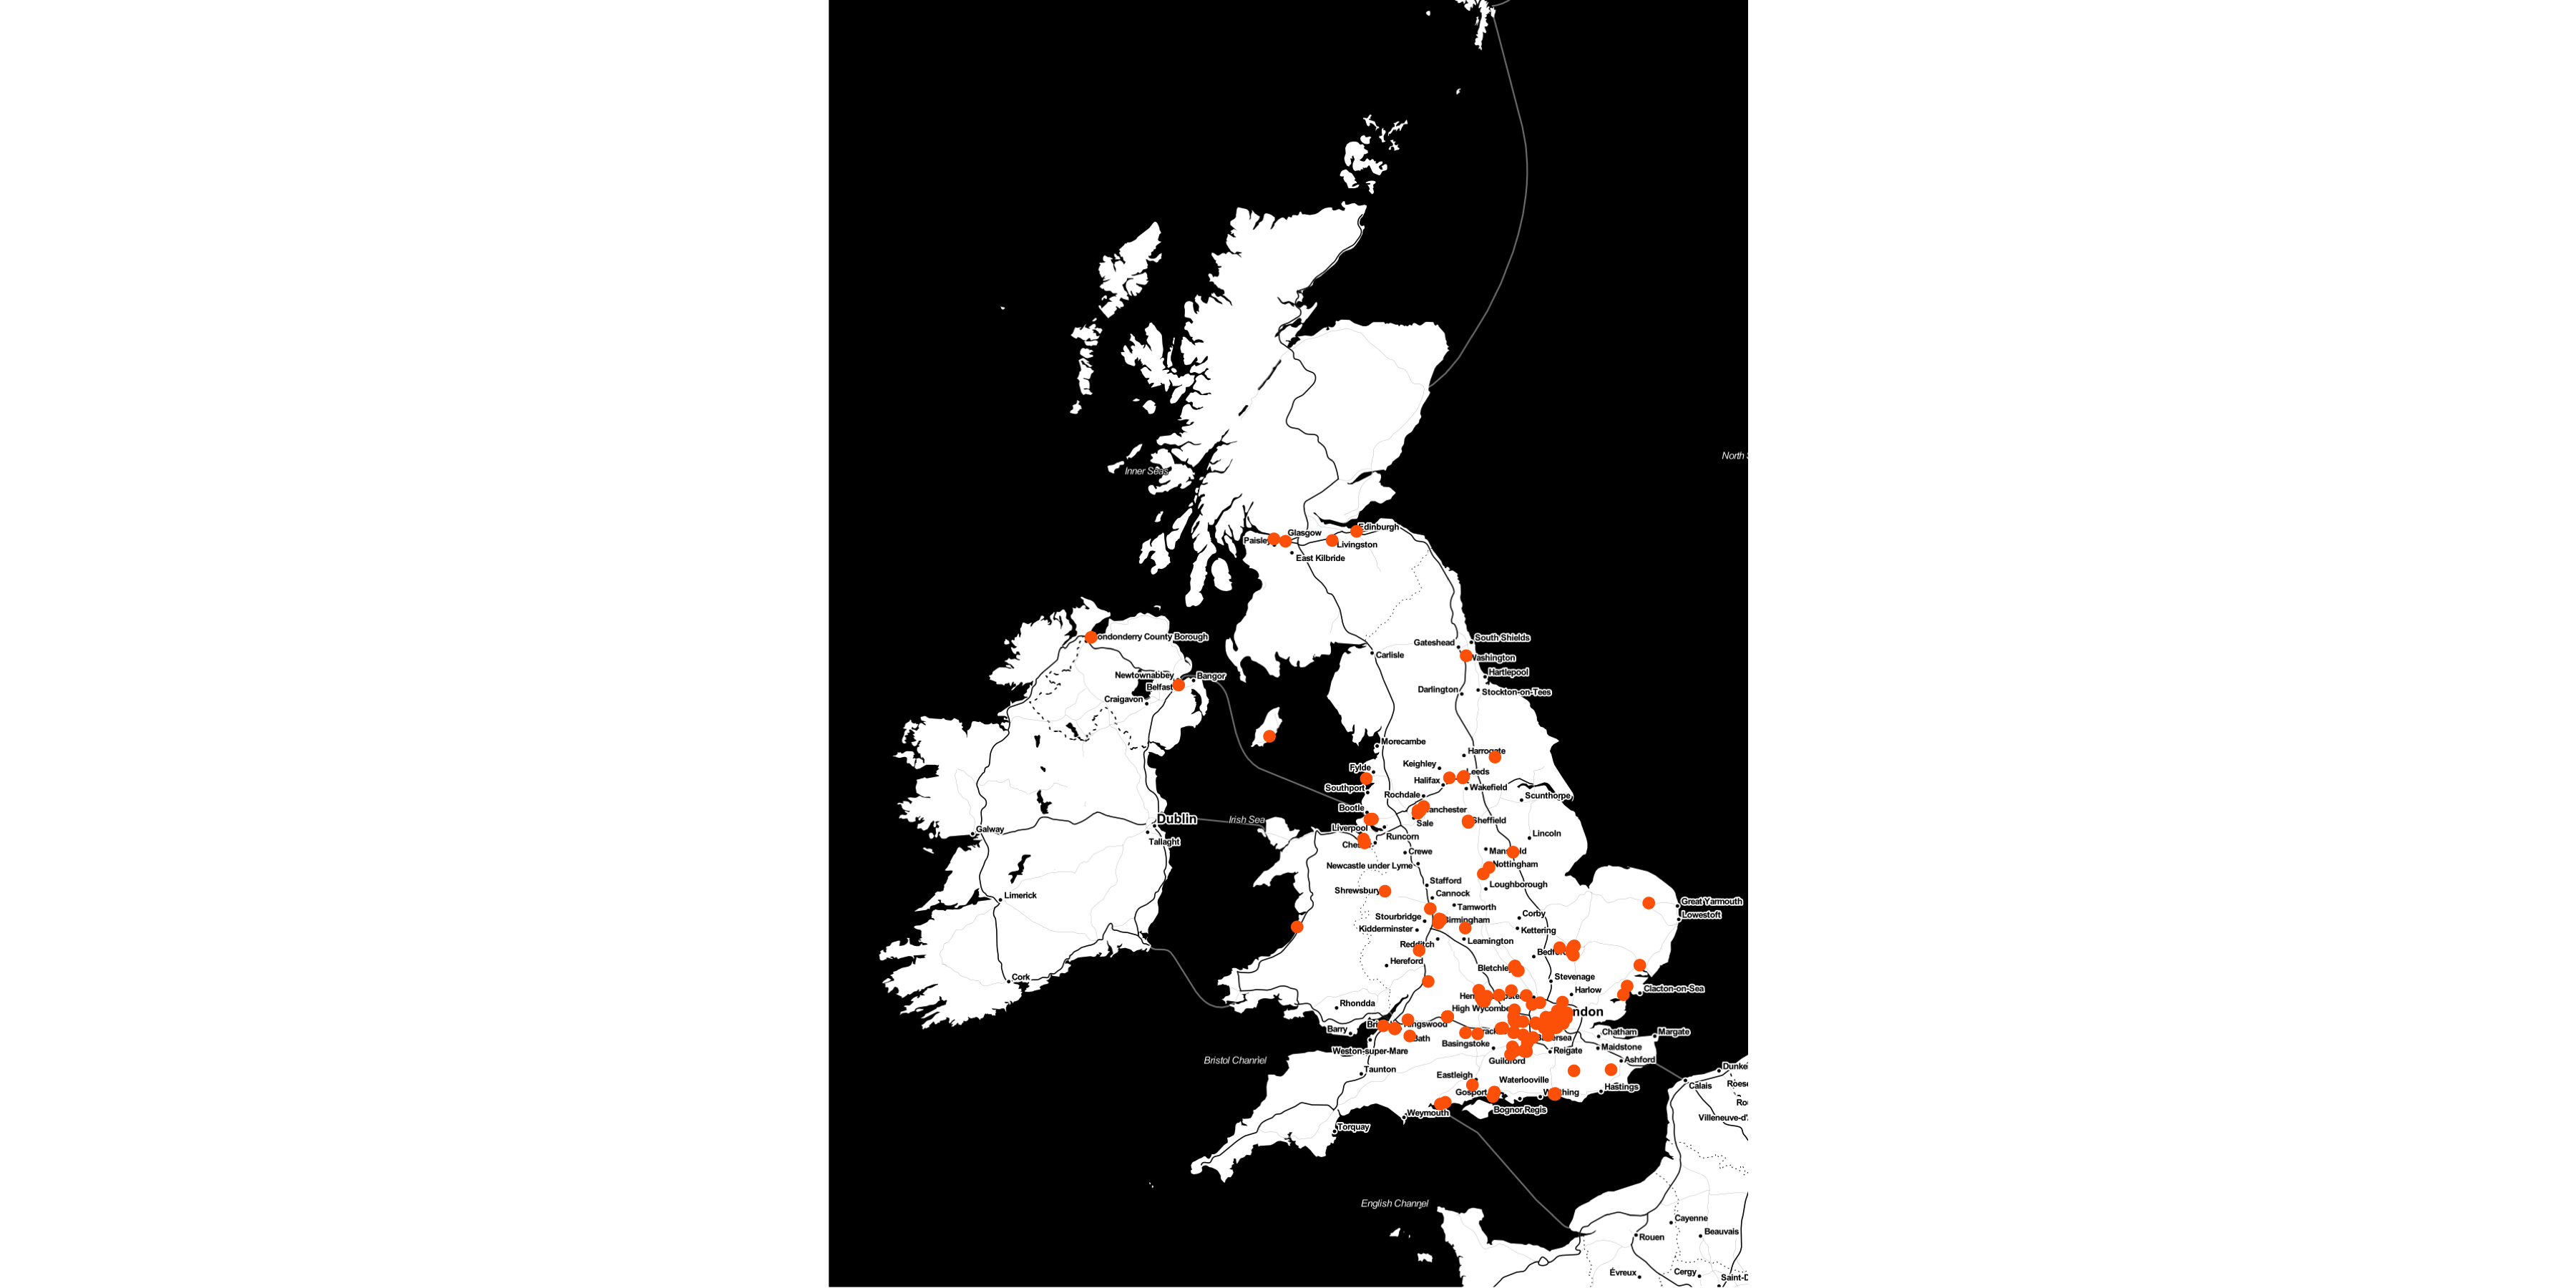 North
Inner Seas
Edinburgh
Glasgow
Paisley
Livingston
East Kilbride
Londonderry County Borough
South Shields
Gateshead
Carlisle
Washington
Hartlepool
Newtownabbey
Bangor
Belfast
Darlington
Stockton-on-Tees
Craigavon
Morecambe
Harrogate
Keighley
Fylde
Leeds
Halifax
Southport
Wakefield
Rochdale
Scunthorpe
Bootle
Manchester
Dublin
Irish Sea
Sale
Sheffield
Liverpool
Galway
Lincoln
Runcorn
Tallaght
Crewe
Newcastle under Lyme
Nottingham
Stafford
Loughborough
Shrewsbury
Cannock
Limerick
Great Yarmouth
Tamworth
Corby
Lowestoft
Stourbridge
Birmingham
Kidderminster
Kettering
Redditch
Leamington
Hereford
Bletchley
Cork
Stevenage
Clacton-on-Sea
Harlow
Rhondda
High Wycombe
London
Kingswood
Barry
Chatham
Margate
Bath
Basingstoke
Maidstone
Weston-super-Mare
Reigate
Bristol Channel
Guildford
Ashford
Taunton
Eastleigh
Waterlooville
Calais
Dunke
Hastings
Gosport
Worthing
Roese
Bognor Regis
Weymouth
Torquay
Villeneuve-d'
English Channel
Cayenne
Beauvais
Rouen
Évreux
Cergy
Saint-D